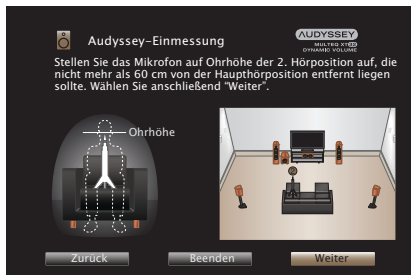 Audyssey-Einmessung
AUDYSSEY
MULTEQ XT32
DYNAMIC VOLUME
Stellen Sie das Mikrofon auf Ohrhöhe der 2. Hörposition auf, die
nicht mehr als 60 cm von der Haupthörposition entfernt liegen
sollte. Wählen Sie anschließend “Weiter”.
Ohrhöhe
Zurück
Beenden
Weiter